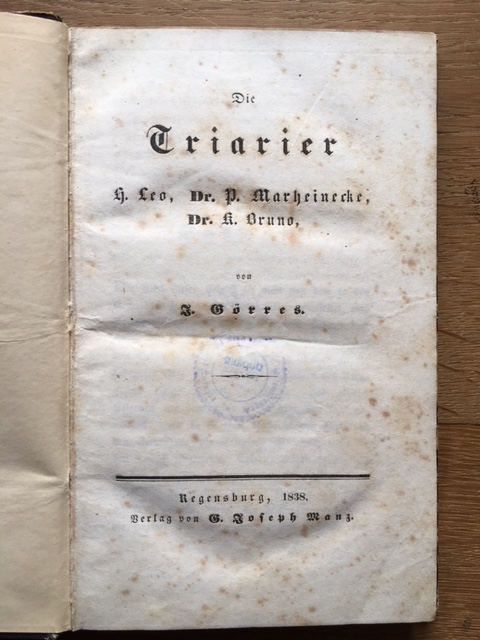 Die
Triarier
H. Leo, Dr. P. Marheinecke,
Dr. K. Bruno,
von
J. Görres.
Regensburg, 1838.
Verlag von G. Joseph Manz.